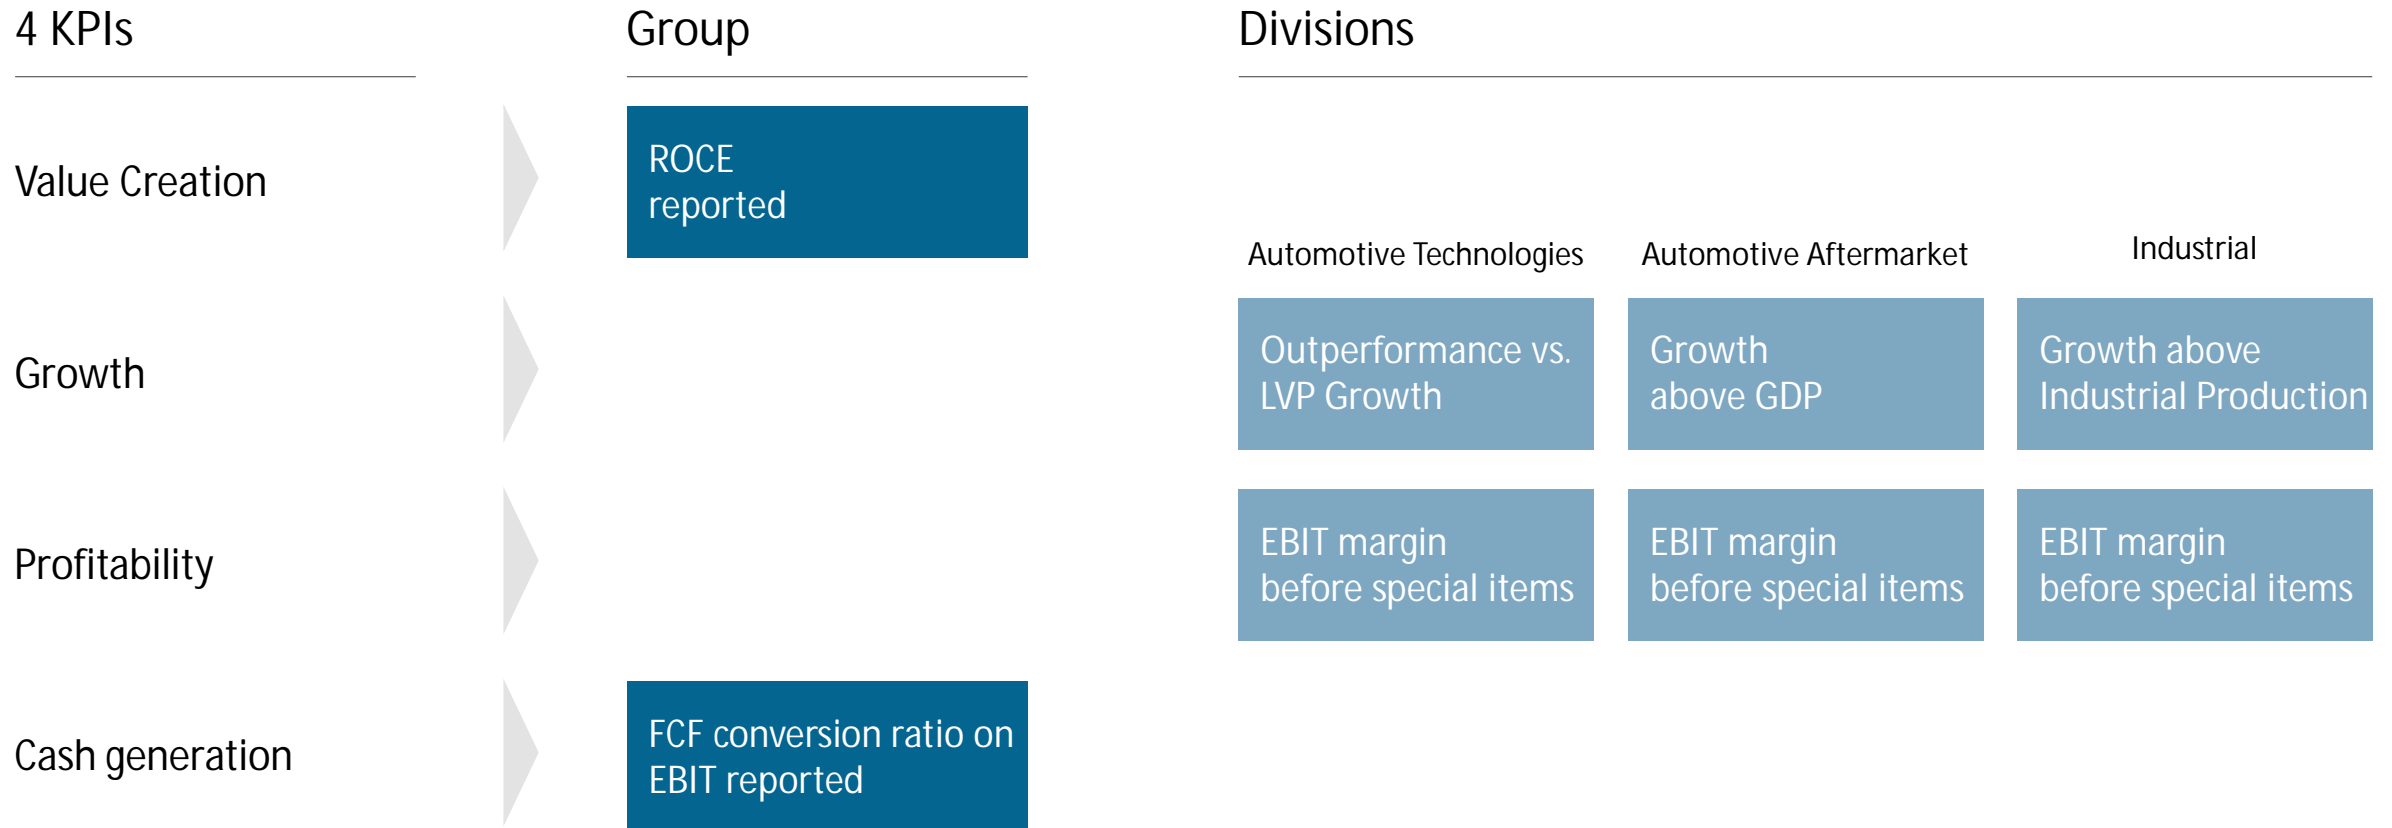 4 KPIs
Group
Divisions
Value Creation
ROCE
reported
Automotive Technologies
Automotive Aftermarket
Industrial
Growth
Outperformance vs.
LVP Growth
Growth
above GDP
Growth above
Industrial Production
Profitability
EBIT margin
before special items
EBIT margin
before special items
EBIT margin
before special items
Cash generation
FCF conversion ratio on
EBIT reported